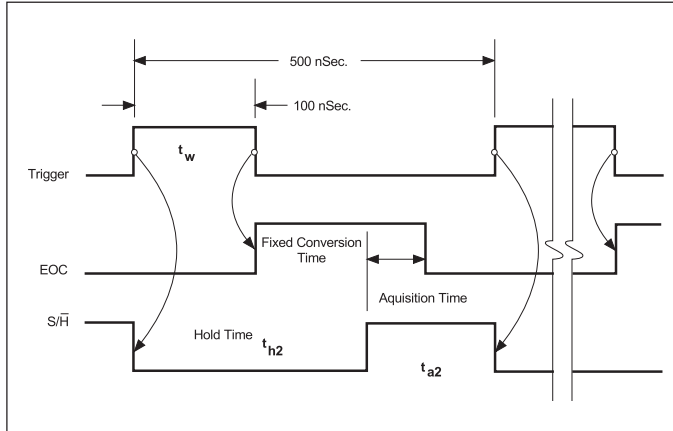 500 nSec.
100 nSec.
t w
Trigger
Fixed Conversion
Time
EOC
Aquisition Time
S/H̅
Hold Time
t h2
t a2